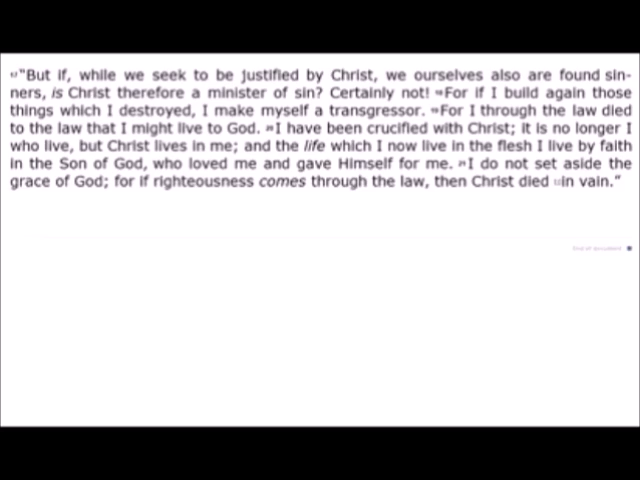 "But if, while we seek to be justified by Christ, we ourselves also are found sin-
ners, is Christ therefore a minister of sin? Certainly not! For if I build again those
things which I destroyed, I make myself a transgressor. For I through the law died
to the law that I might live to God. I have been crucified with Christ; it is no longer I
who live, but Christ lives in me; and the life which I now live in the flesh I live by faith
in the Son of God, who loved me and gave Himself for me. I do not set aside the
grace of God; for if righteousness comes through the law, then Christ died in vain."
End of document